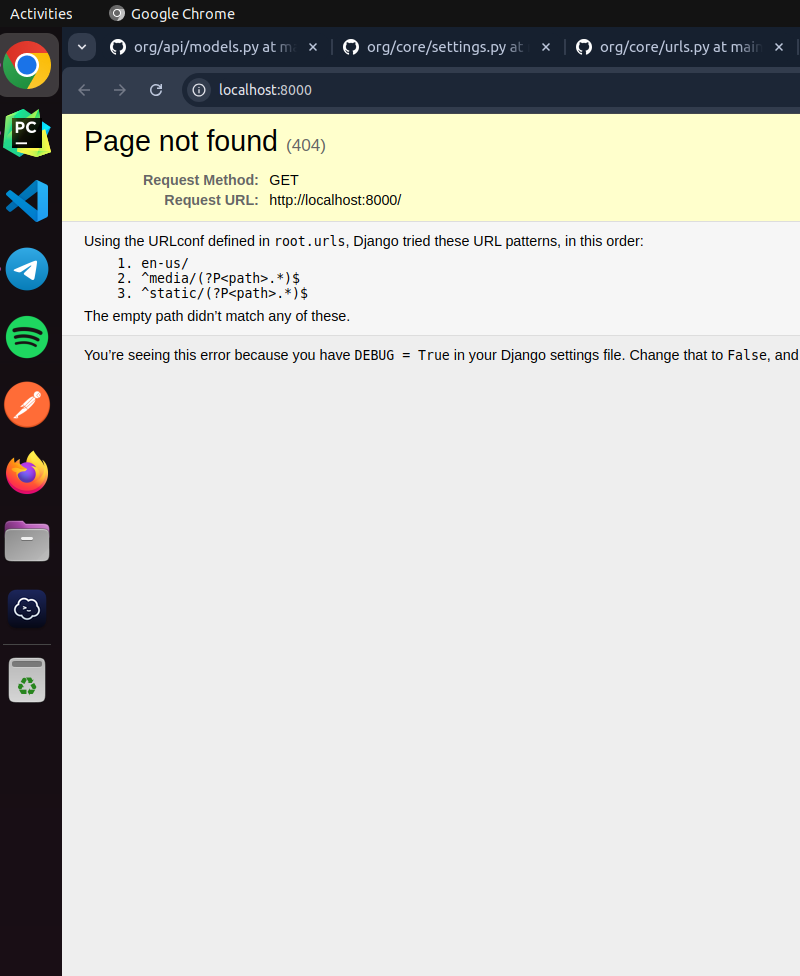 Activities
Google Chrome
org/api/models.py at ma
org/core/settings.py at
org/core/urls.py at main
localhost:8000
Page not found (404)
Request Method: GET
Request URL: http://localhost:8000/
Using the URLconf defined in root.urls, Django tried these URL patterns, in this order:
1. en-us/
2. ^media/(?P<path>.*)$
3. ^static/(?P<path>.*)$
The empty path didn’t match any of these.
You’re seeing this error because you have DEBUG = True in your Django settings file. Change that to False, and
PC